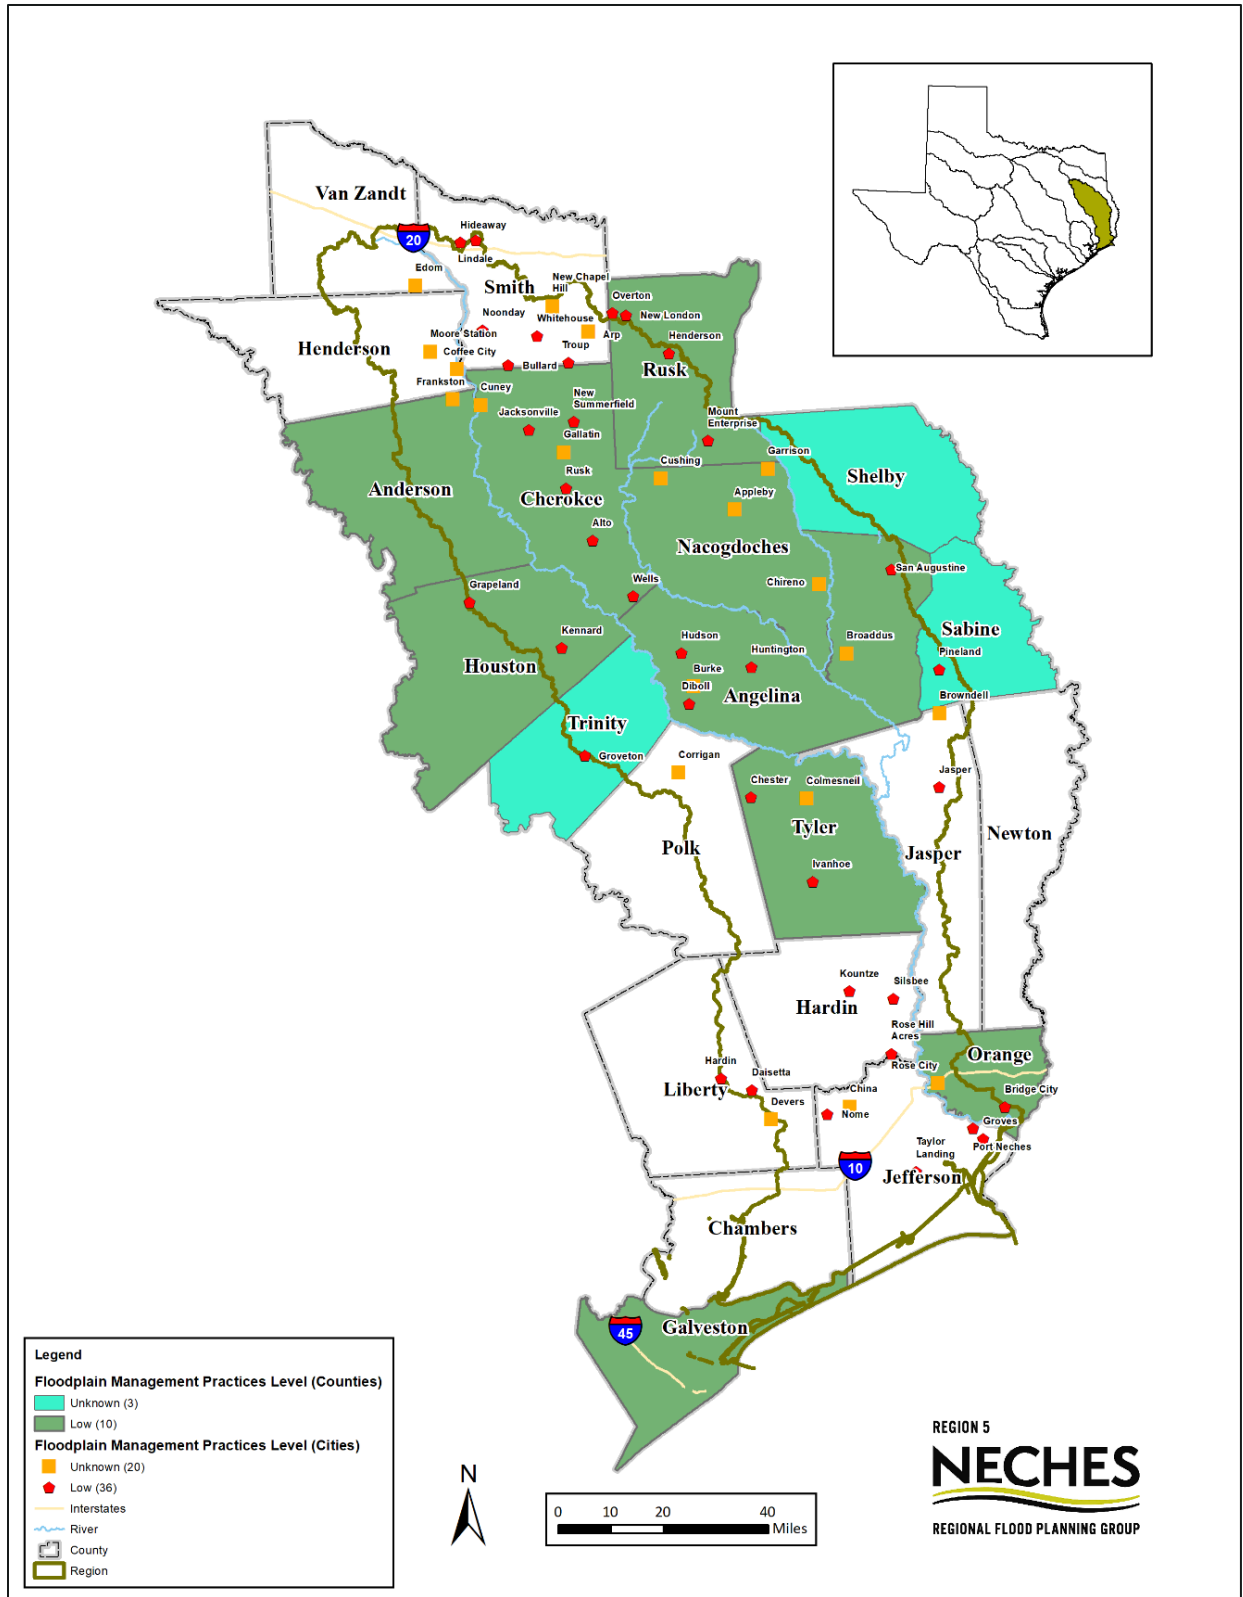 Van Zandt
Hideaway
20
Lindale
Edom
New Chapel
Hill
Smith
Overton
Noonday
Whitehouse
New London
Moore Station
Arp
Henderson
Henderson
Coffee City
Troup
Bullard
Rusk
Frankston
Cuney
New
Summerfield
Jacksonville
Mount
Enterprise
Gallatin
Garrison
Cushing
Rusk
Shelby
Anderson
Cherokee
Appleby
Alto
Nacogdoches
San Augustine
Grapeland
Wells
Chireno
Kennard
Hudson
Broaddus
Sabine
Huntington
Pineland
Houston
Burke
Diboll
Angelina
Browndell
Trinity
Groveton
Corrigan
Jasper
Chester
Colmesneil
Tyler
Newton
Polk
Jasper
Ivanhoe
Kountze
Silsbee
Hardin
Rose Hill
Acres
Orange
Hardin
Rose City
Daisetta
Liberty
China
Bridge City
Devers
Nome
Groves
Taylor
Landing
Port Neches
10
Jefferson
Chambers
Galveston
45
Legend
Floodplain Management Practices Level (Counties)
Unknown (3)
Low (10)
Floodplain Management Practices Level (Cities)
Unknown (20)
Low (36)
Interstates
River
County
Region
N
0 10 20 40
Miles
REGION 5
NECHES
REGIONAL FLOOD PLANNING GROUP